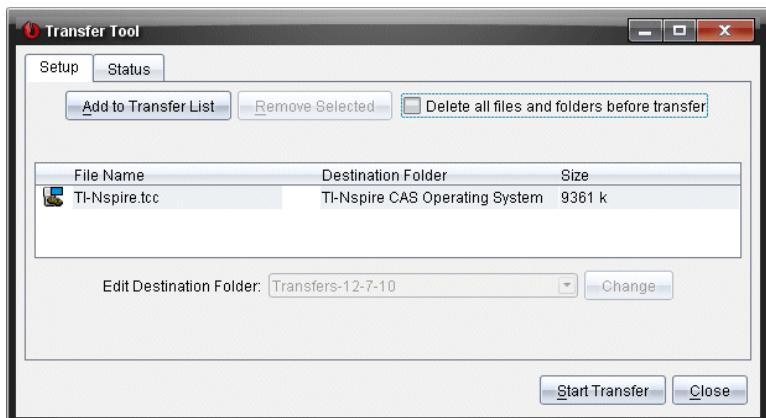 Transfer Tool
Setup Status
Add to Transfer List Remove Selected Delete all files and folders before transfer
File Name Destination Folder Size
TI-Nspire.tcc TI-Nspire CAS Operating System 9361 k
Edit Destination Folder: Transfers-12-7-10 Change
Start Transfer Close